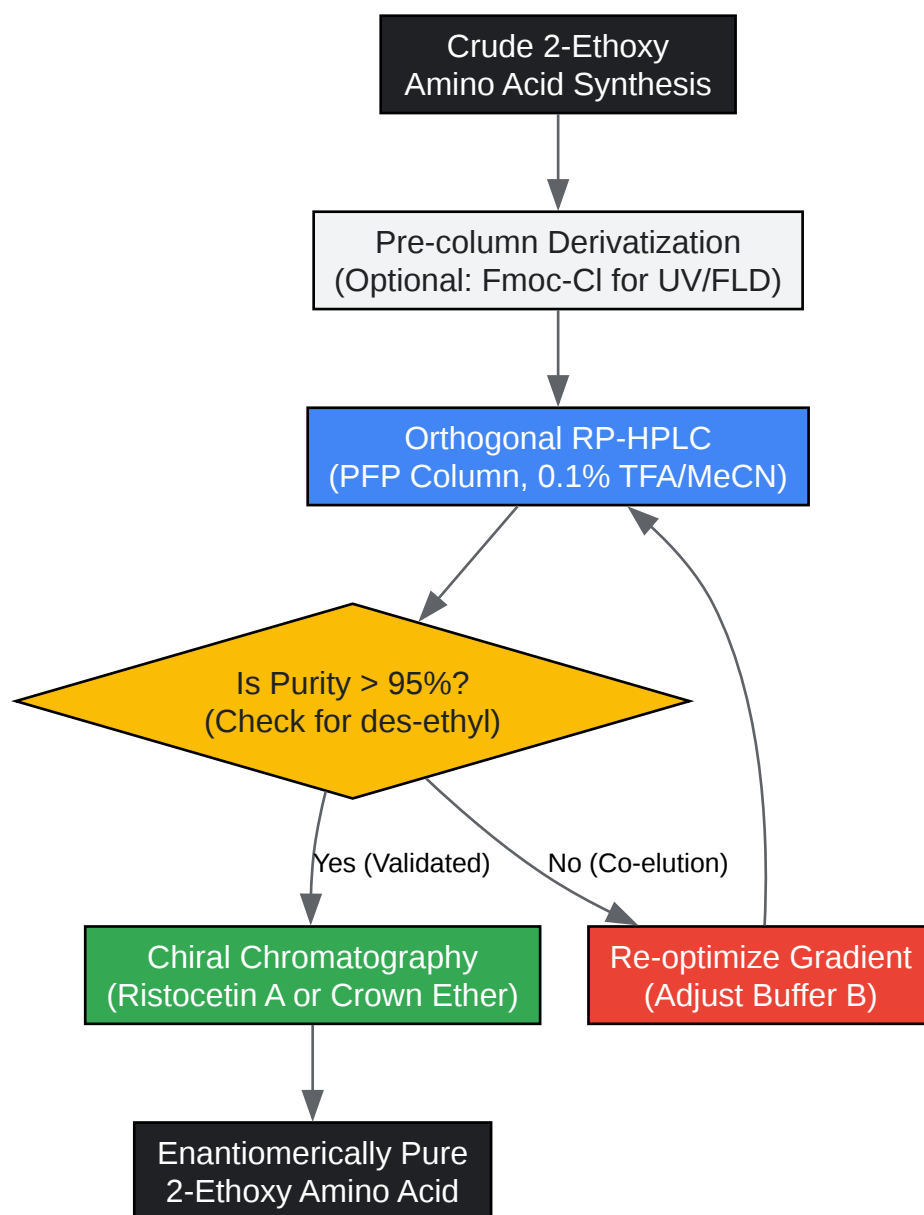 Crude 2-Ethoxy
Amino Acid Synthesis
Pre-column Derivatization
(Optional: Fmoc-Cl for UV/FLD)
Orthogonal RP-HPLC
(PFP Column, 0.1% TFA/MeCN)
Is Purity > 95%?
(Check for des-ethyl)
Yes (Validated)
No (Co-elution)
Chiral Chromatography
(Ristocetin A or Crown Ether)
Re-optimize Gradient
(Adjust Buffer B)
Enantiomerically Pure
2-Ethoxy Amino Acid